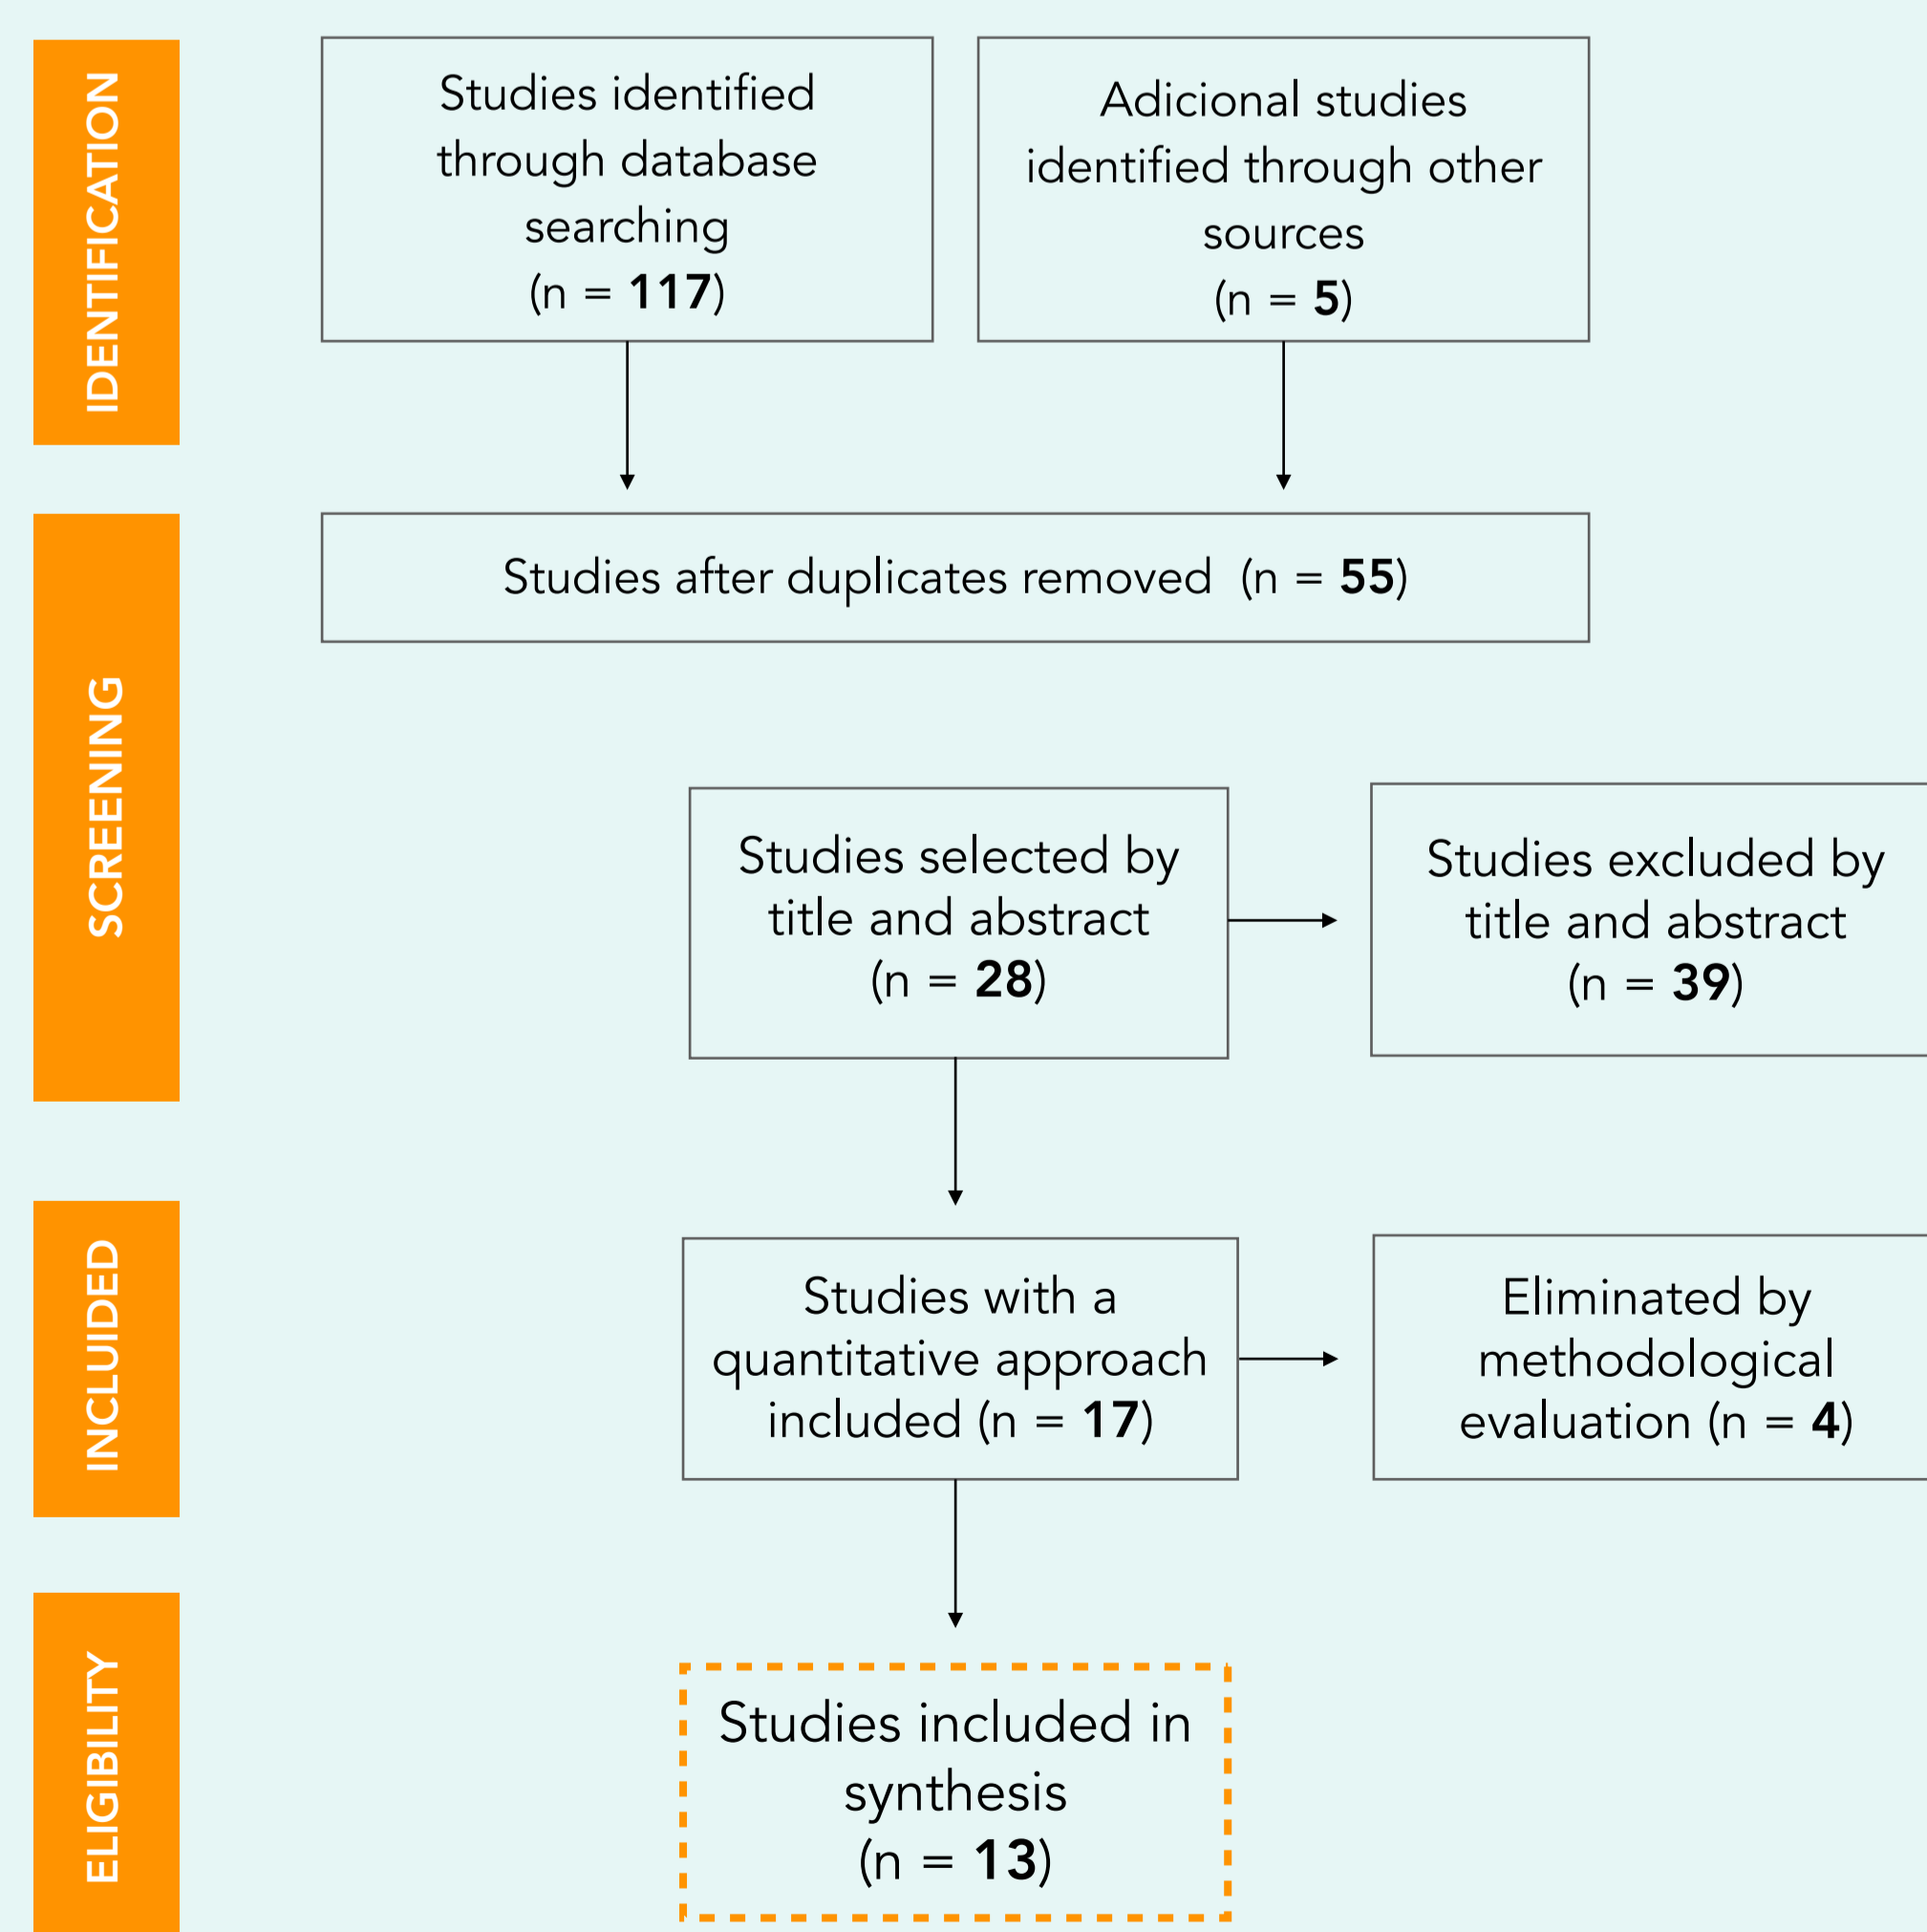 IDENTIFICATION
Studies identified
through database
searching
(n = 117)
Adicional studies
identified through other
sources
(n = 5)
SCREENING
Studies after duplicates removed (n = 55)
Studies selected by
title and abstract
(n = 28)
Studies excluded by
title and abstract
(n = 39)
INCLUIDED
Studies with a
quantitative approach
included (n = 17)
Eliminated by
methodological
evaluation (n = 4)
ELIGIBILITY
Studies included in
synthesis
(n = 13)